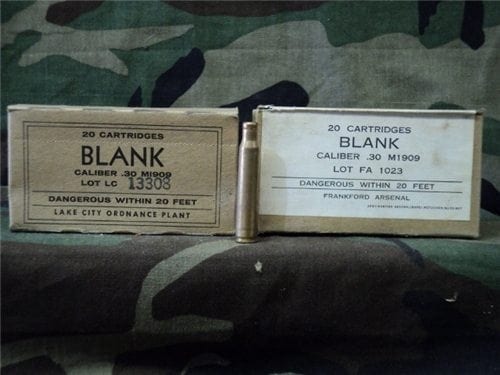 20 CARTRIDGES
BLANK
CALIBER .30 M1909
LOT LC 13308
DANGEROUS WITHIN 20 FEET
LAKE CITY ORDNANCE PLANT
20 CARTRIDGES
BLANK
CALIBER .30 M1909
LOT FA 1023
DANGEROUS WITHIN 20 FEET
FRANKFORD ARSENAL